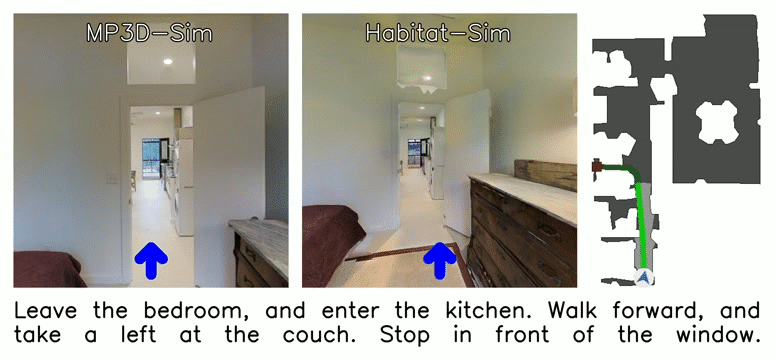 MP3D-Sim
Habitat-Sim
Leave the bedroom, and enter the kitchen. Walk forward, and
take a left at the couch. Stop in front of the window.